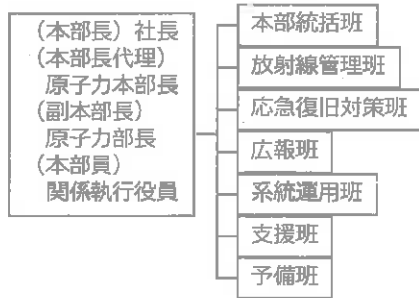 （本部長）社長
（本部長代理）
原子力本部長
（副本部長）
原子力部長
（本部員）
関係執行役員
本部統括班
放射線管理班
応急復旧対策班
広報班
系統運用班
支援班
予備班